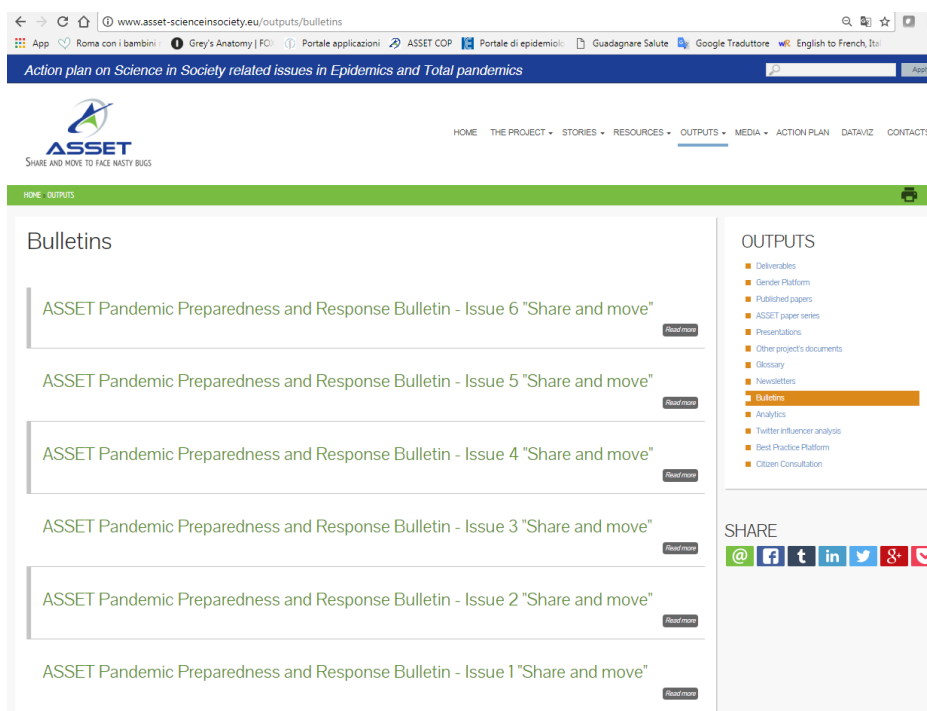 www.asset-scienceinsociety.eu/outputs/bulletins
App Roma con i bambini Grey's Anatomy | FOX Portale applicazioni ASSET COP Portale di epidemiolo Guadagnare Salute Google Traduttore wR English to French, Ital
Action plan on Science in Society related issues in Epidemics and Total pandemics
ASSET
SHARE AND MOVE TO FACE NASTY BUGS
HOME THE PROJECT STORIES RESOURCES OUTPUTS MEDIA ACTION PLAN DATAVIZ CONTACTS
HOME » OUTPUTS
Bulletins
ASSET Pandemic Preparedness and Response Bulletin - Issue 6 "Share and move"
Read more
ASSET Pandemic Preparedness and Response Bulletin - Issue 5 "Share and move"
Read more
ASSET Pandemic Preparedness and Response Bulletin - Issue 4 "Share and move"
Read more
ASSET Pandemic Preparedness and Response Bulletin - Issue 3 "Share and move"
Read more
ASSET Pandemic Preparedness and Response Bulletin - Issue 2 "Share and move"
Read more
ASSET Pandemic Preparedness and Response Bulletin - Issue 1 "Share and move"
Read more
OUTPUTS
Deliverables
Gender Platform
Published papers
ASSET paper series
Presentations
Other project's documents
Glossary
Newsletters
Bulletins
Analytics
Twitter influencer analysis
Best Practice Platform
Citizen Consultation
SHARE